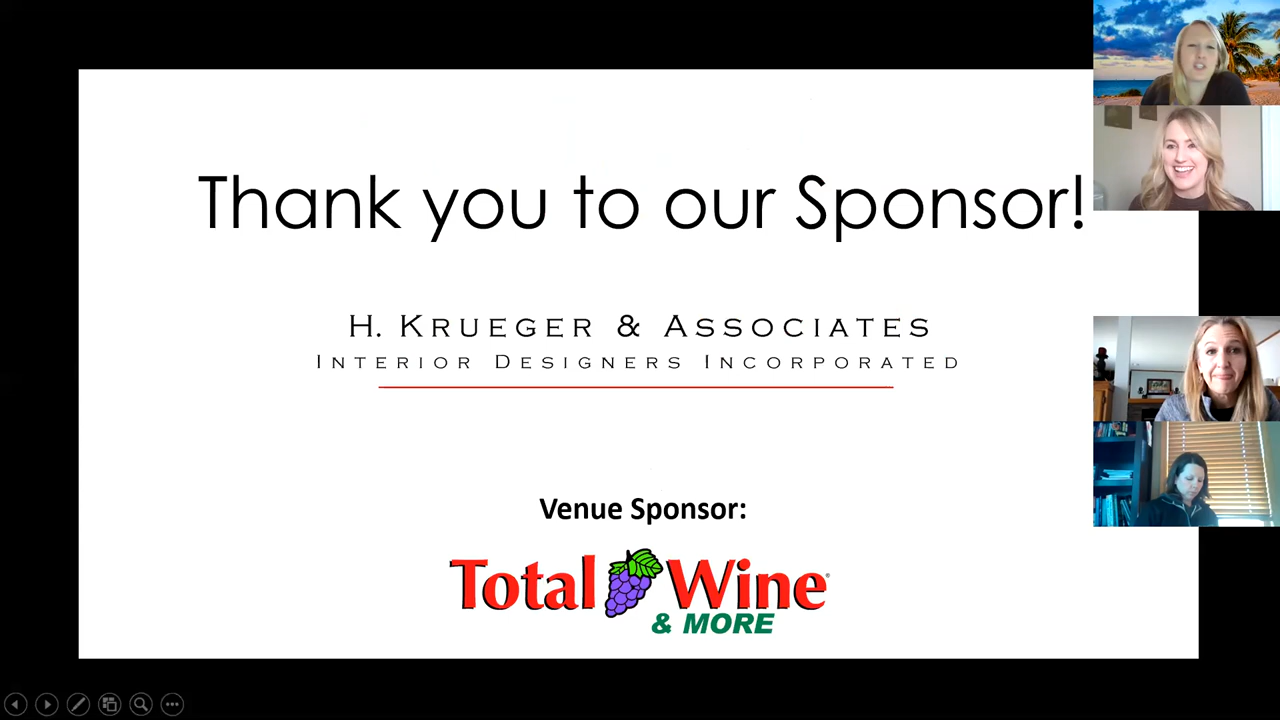 Thank you to our Sponsor!
H. KRUEGER & ASSOCIATES
INTERIOR DESIGNERS INCORPORATED
Venue Sponsor:
Total Wine
& MORE